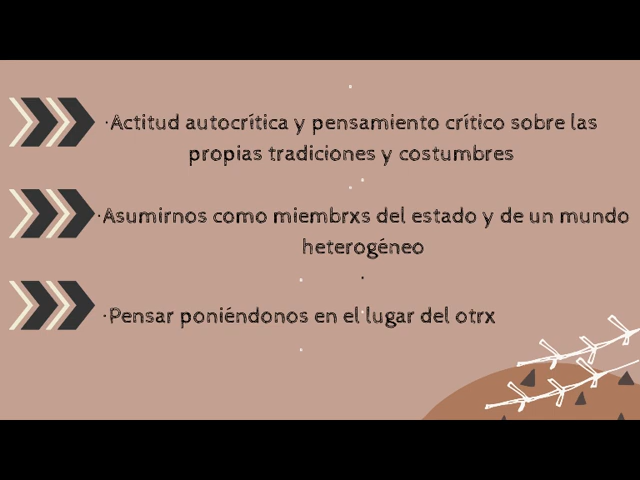 ·Actitud autocrítica y pensamiento crítico sobre las
propias tradiciones y costumbres
·Asumirnos como miembrxs del estado y de un mundo
heterogéneo
·Pensar poniéndonos en el lugar del otrx